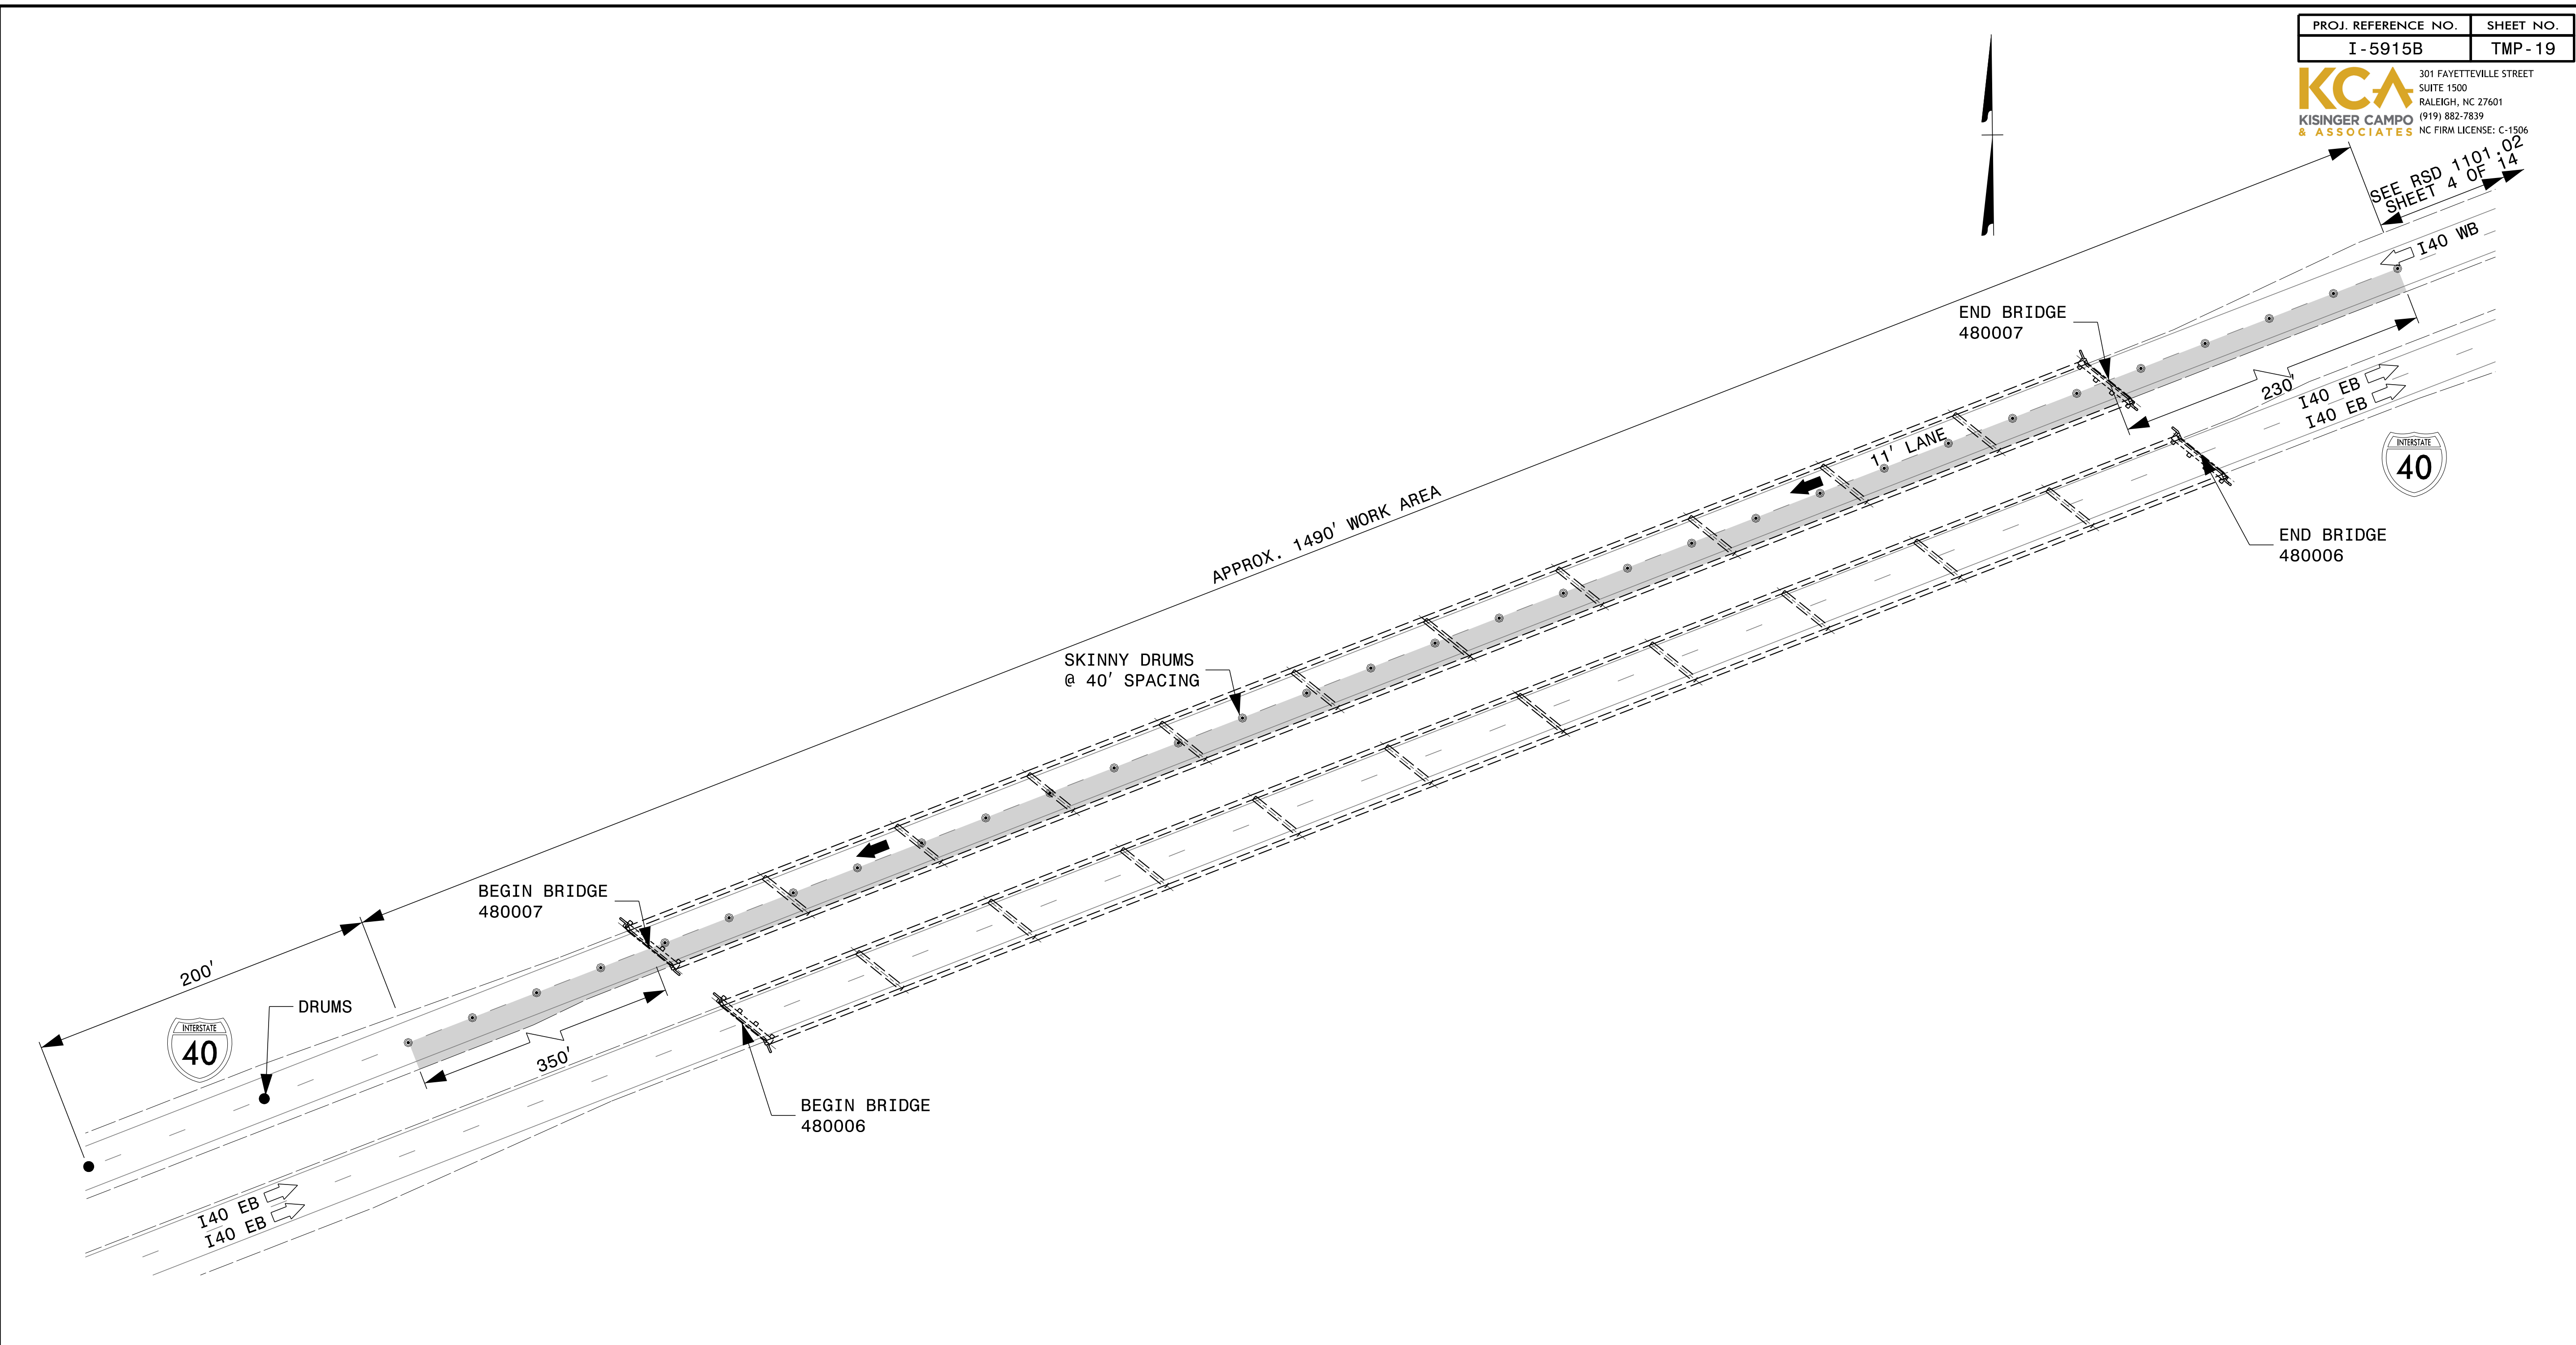 PROJ. REFERENCE NO. SHEET NO.
I-5915B TMP-19
KCA
KISINGER CAMPO
& ASSOCIATES
301 FAYETTEVILLE STREET
SUITE 1500
RALEIGH, NC 27601
(919) 882-7839
NC FIRM LICENSE: C-1506
SEE RSD 1101.02
SHEET 4 OF 14
I40 WB
END BRIDGE
480007
230'
I40 EB
I40 EB
INTERSTATE
40
11' LANE
END BRIDGE
480006
APPROX. 1490' WORK AREA
SKINNY DRUMS
@ 40' SPACING
BEGIN BRIDGE
480007
200'
DRUMS
INTERSTATE
40
350'
BEGIN BRIDGE
480006
I40 EB
I40 EB